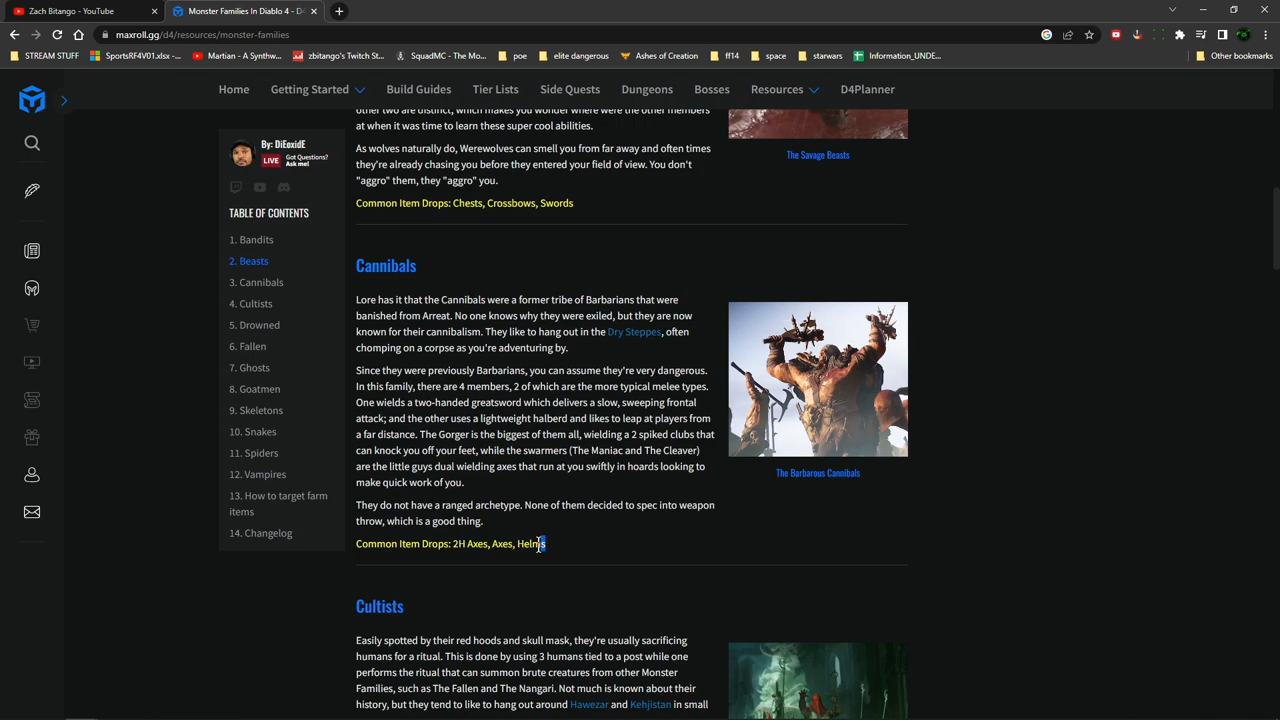 Zach Bitango - YouTube
Monster Families In Diablo 4 -
maxroll.gg/d4/resources/monster-families
STREAM STUFF
SportsRF4V01.xlsx -...
Martian - A Synthw...
zbitango's Twitch St...
SquadMC - The Mo...
poe
elite dangerous
Ashes of Creation
ff14
space
starwars
Information_UNDE...
Other bookmarks
Home
Getting Started
Build Guides
Tier Lists
Side Quests
Dungeons
Bosses
Resources
D4Planner
By: DiEoxidE
LIVE
Got Questions?
Ask me!
TABLE OF CONTENTS
1. Bandits
2. Beasts
3. Cannibals
4. Cultists
5. Drowned
6. Fallen
7. Ghosts
8. Goatmen
9. Skeletons
10. Snakes
11. Spiders
12. Vampires
13. How to target farm
items
14. Changelog
other two are distinct, which makes you wonder where were the other members
at when it was time to learn these super cool abilities.
As wolves naturally do, Werewolves can smell you from far away and often times
they're already chasing you before they entered your field of view. You don't
"aggro" them, they "aggro" you.
Common Item Drops: Chests, Crossbows, Swords
The Savage Beasts
Cannibals
Lore has it that the Cannibals were a former tribe of Barbarians that were
banished from Arreat. No one knows why they were exiled, but they are now
known for their cannibalism. They like to hang out in the Dry Steppes, often
chomping on a corpse as you're adventuring by.
Since they were previously Barbarians, you can assume they're very dangerous.
In this family, there are 4 members, 2 of which are the more typical melee types.
One wields a two-handed greatsword which delivers a slow, sweeping frontal
attack; and the other uses a lightweight halberd and likes to leap at players from
a far distance. The Gorger is the biggest of them all, wielding a 2 spiked clubs that
can knock you off your feet, while the swarmers (The Maniac and The Cleaver)
are the little guys dual wielding axes that run at you swiftly in hoards looking to
make quick work of you.
They do not have a ranged archetype. None of them decided to spec into weapon
throw, which is a good thing.
Common Item Drops: 2H Axes, Axes, Helms
The Barbarous Cannibals
Cultists
Easily spotted by their red hoods and skull mask, they're usually sacrificing
humans for a ritual. This is done by using 3 humans tied to a post while one
performs the ritual that can summon brute creatures from other Monster
Families, such as The Fallen and The Nangari. Not much is known about their
history, but they tend to like to hang out around Hawezar and Kehjistan in small